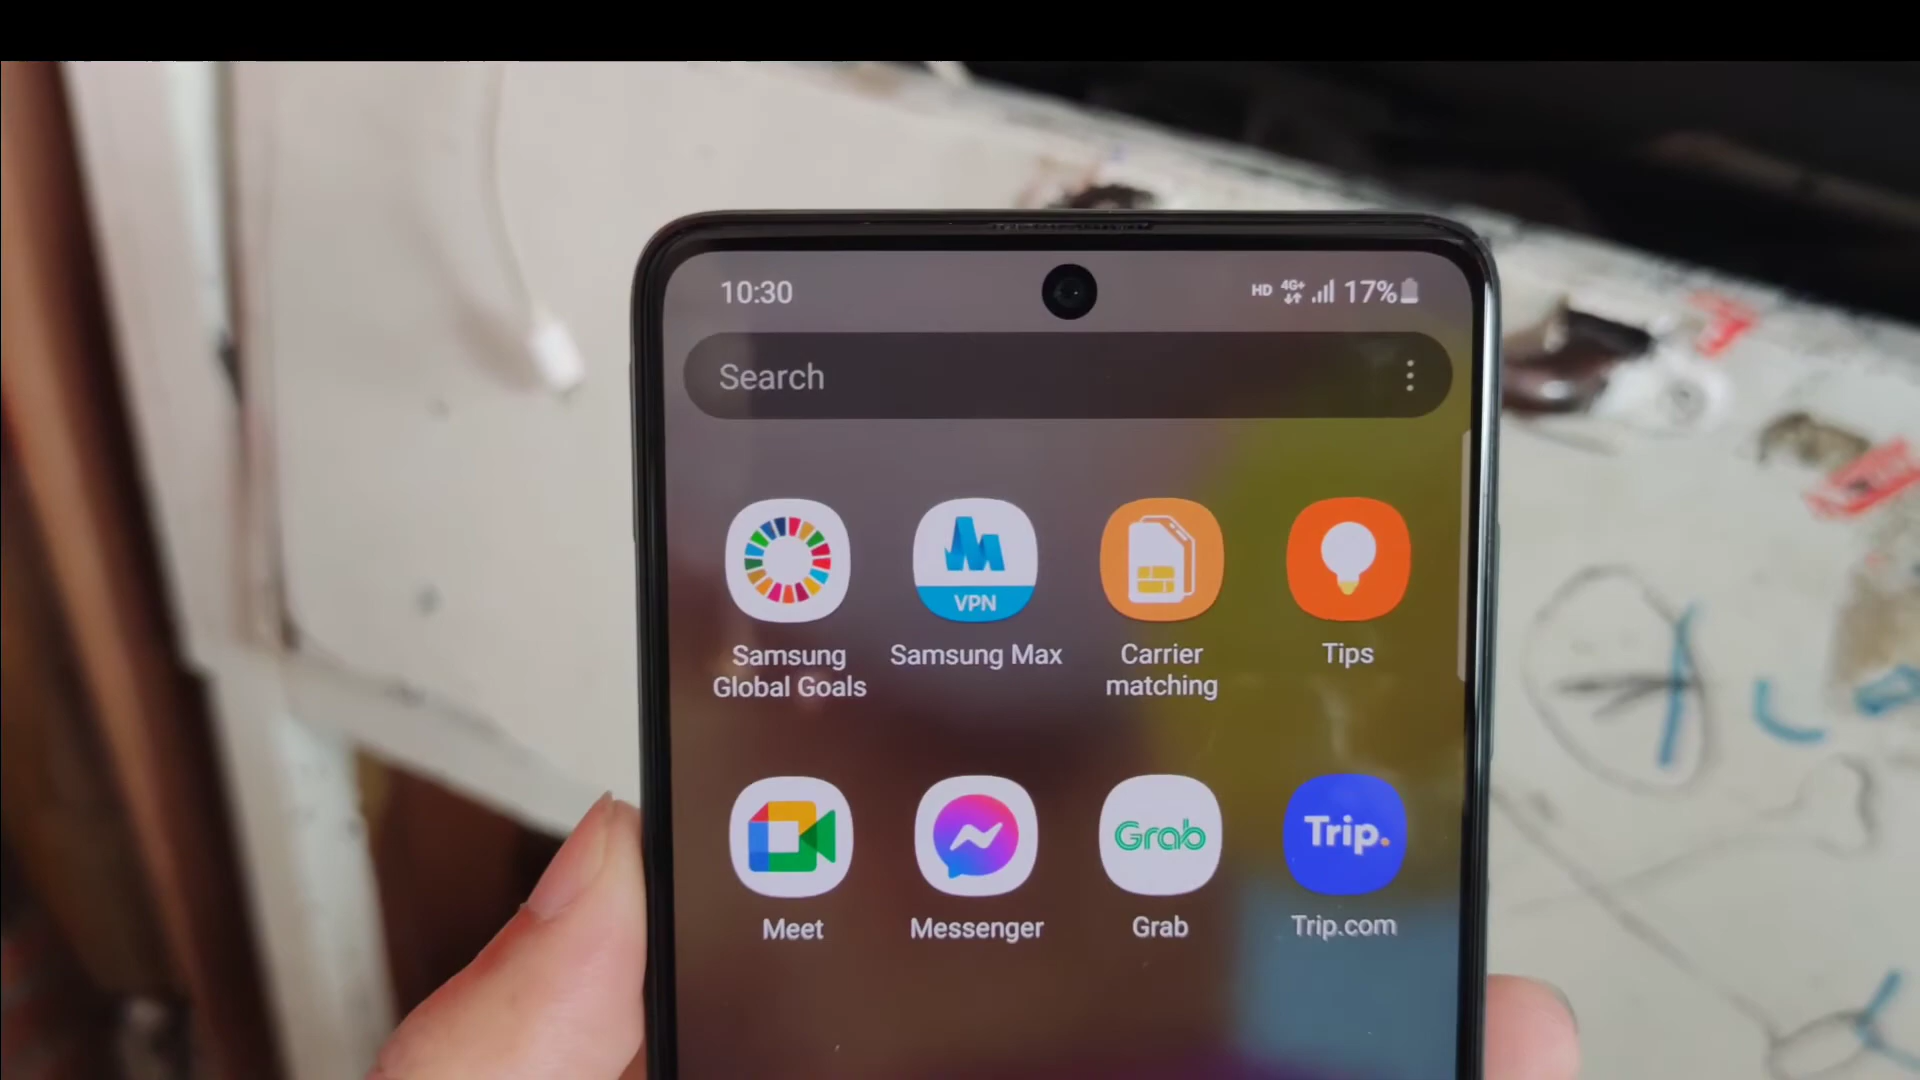 10:30
HD 4G+ 17%
Search
VPN
Samsung Global Goals
Samsung Max
Carrier matching
Tips
Grab
Trip.
Meet
Messenger
Grab
Trip.com